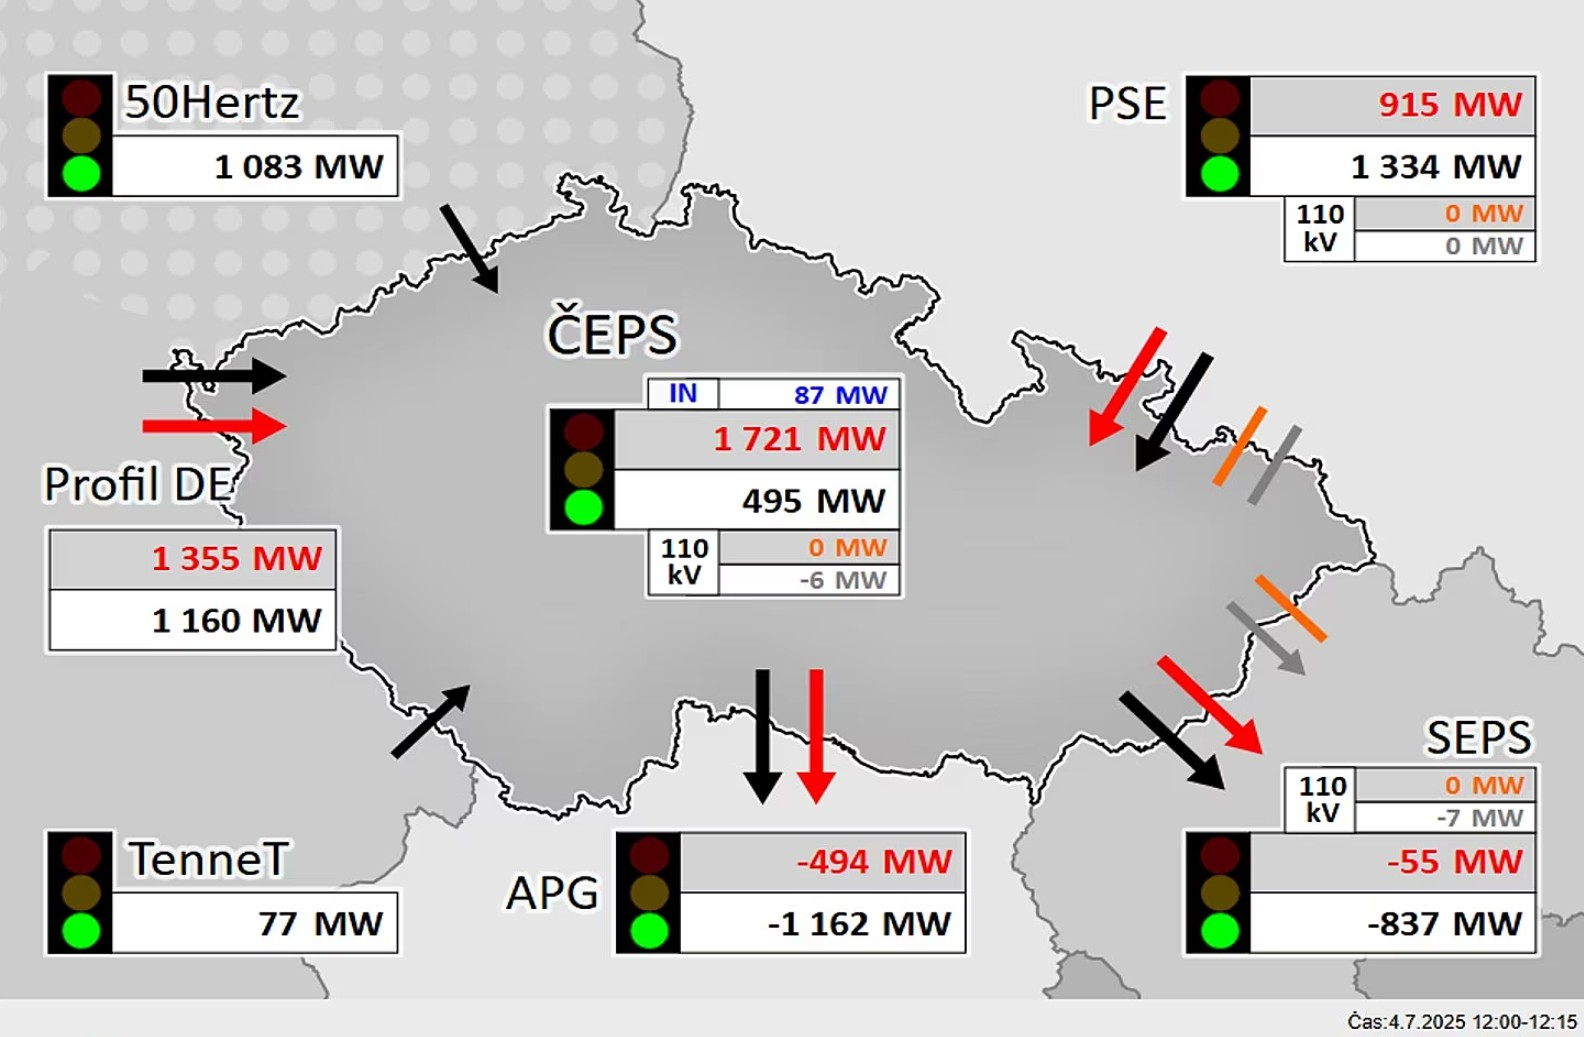 50Hertz
1 083 MW
PSE
915 MW
1 334 MW
110 kV
0 MW
0 MW
ČEPS
IN 87 MW
1 721 MW
495 MW
110 kV
0 MW
-6 MW
Profil DE
1 355 MW
1 160 MW
SEPS
110 kV
0 MW
-7 MW
-55 MW
-837 MW
TenneT
77 MW
APG
-494 MW
-1 162 MW
Čas:4.7.2025 12:00-12:15